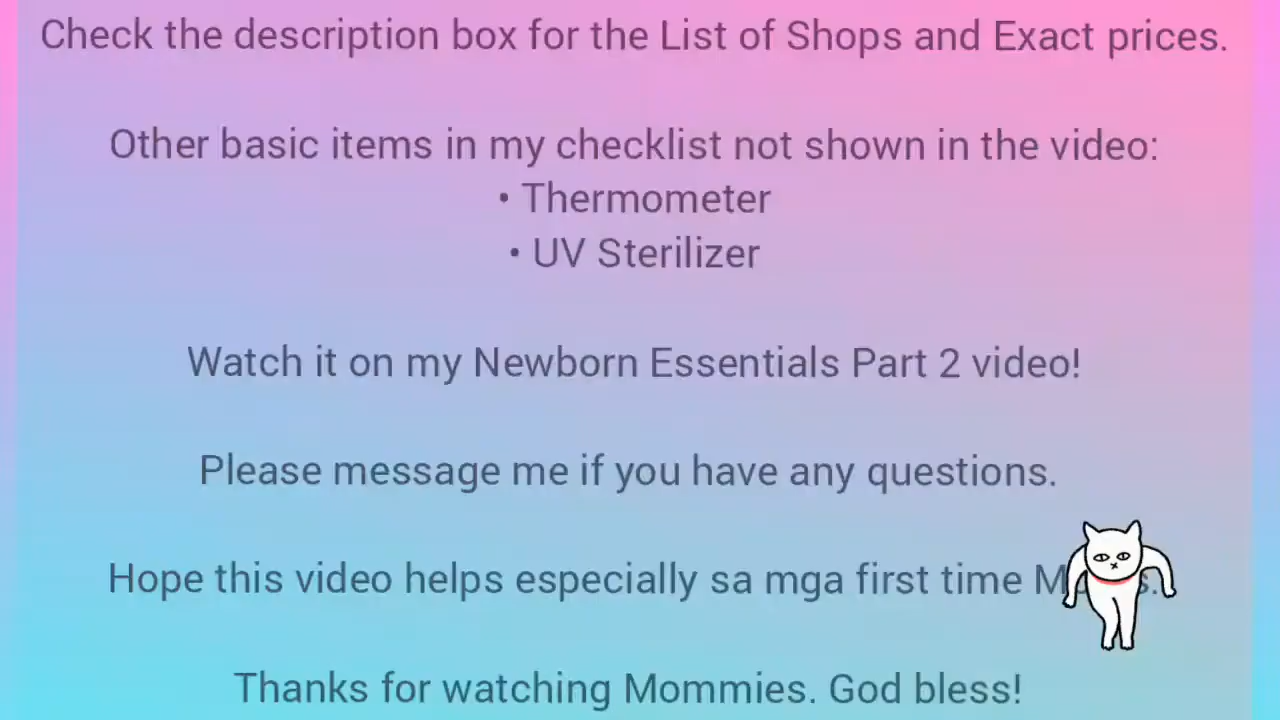 Check the description box for the List of Shops and Exact prices.
Other basic items in my checklist not shown in the video:
• Thermometer
• UV Sterilizer
Watch it on my Newborn Essentials Part 2 video!
Please message me if you have any questions.
Hope this video helps especially sa mga first time
Thanks for watching Mommies. God bless!